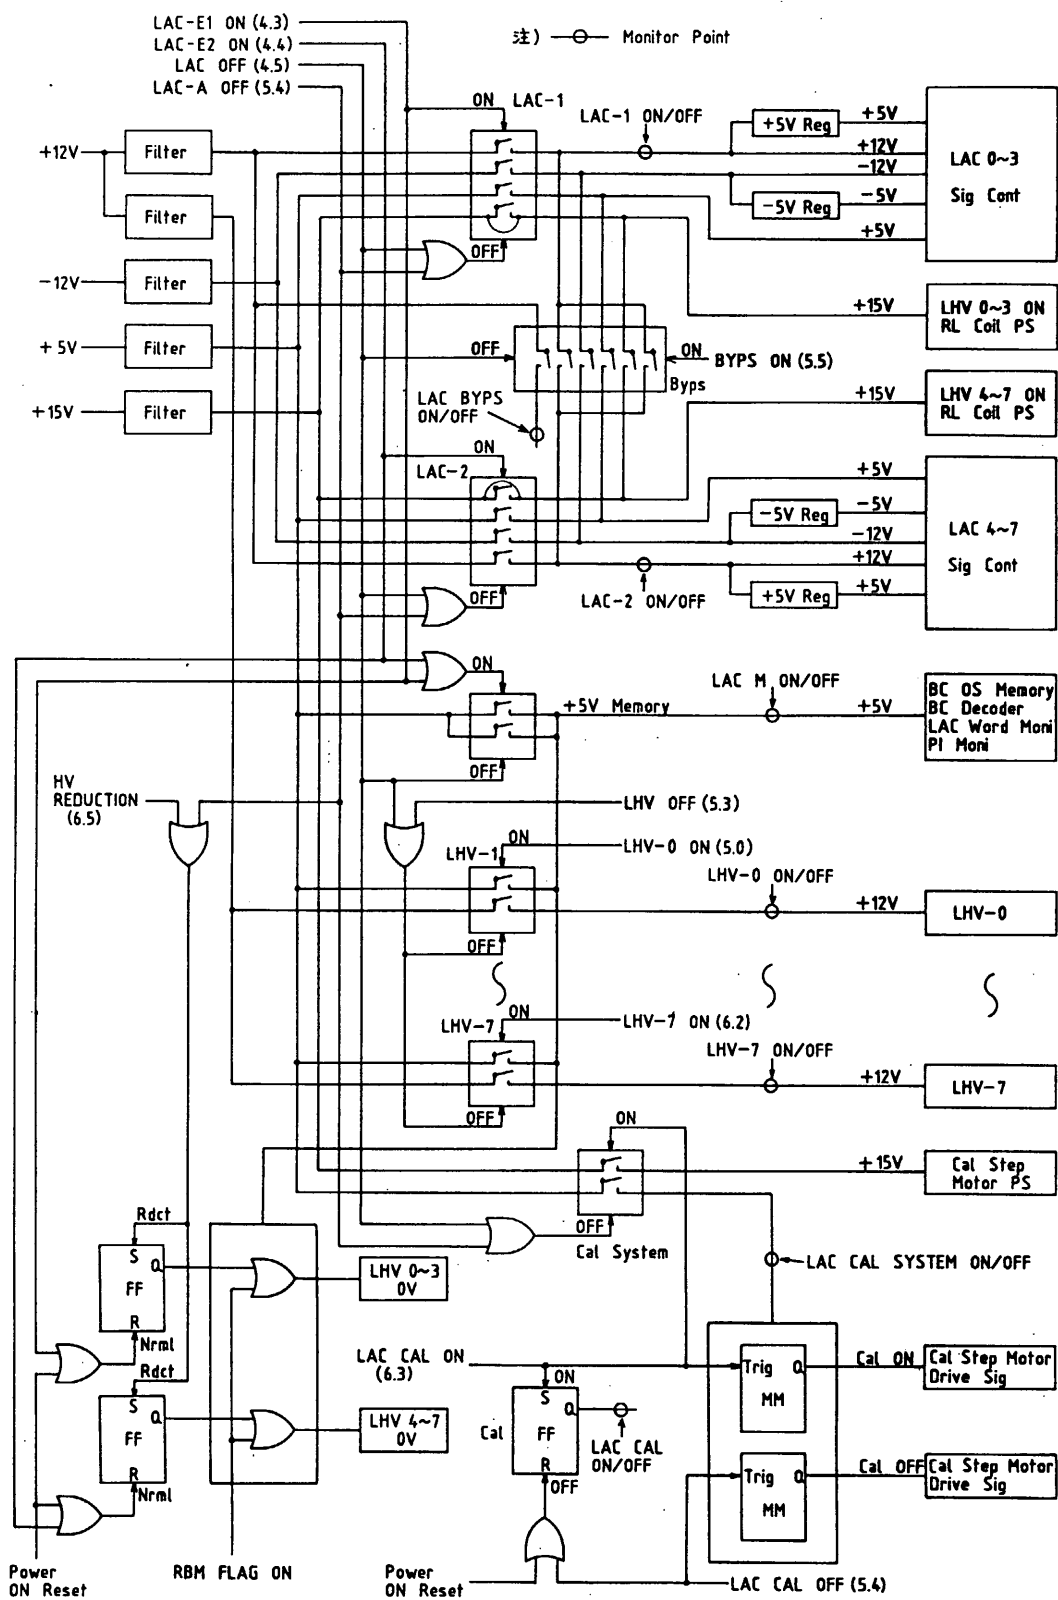 LAC-E1 ON (4.3)
LAC-E2 ON (4.4)
LAC OFF (4.5)
LAC-A OFF (5.4)
注) Monitor Point
ON LAC-1
LAC-1 ON/OFF
+12V
Filter
Filter
-12V
Filter
+5V
Filter
+15V
Filter
OFF
+5V Reg
+5V
+12V
-12V
-5V Reg
-5V
+5V
LAC 0~3
Sig Cont
+15V
LHV 0~3 ON
RL Coil PS
OFF
ON
BYPS ON (5.5)
Byps
LAC BYPS
ON/OFF
+15V
LHV 4~7 ON
RL Coil PS
ON
LAC-2
OFF
LAC-2 ON/OFF
+5V
-5V Reg
-5V
-12V
+12V
+5V Reg
+5V
LAC 4~7
Sig Cont
ON
OFF
+5V Memory
LAC M ON/OFF
+5V
BC OS Memory
BC Decoder
LAC Word Moni
PI Moni
HV
REDUCTION
(6.5)
LHV OFF (5.3)
ON
LHV-0 ON (5.0)
LHV-1
OFF
LHV-0 ON/OFF
+12V
LHV-0
ON
LHV-7 ON (6.2)
LHV-7
OFF
LHV-7 ON/OFF
+12V
LHV-7
ON
OFF
Cal System
+15V
Cal Step
Motor PS
LAC CAL SYSTEM ON/OFF
Rdct
S
Q
FF
R
Nrml
LHV 0~3
0V
Rdct
S
Q
FF
R
Nrml
LHV 4~7
0V
LAC CAL ON
(6.3)
ON
S
Q
Cal
FF
R
OFF
LAC CAL
ON/OFF
Trig
Q
MM
Cal ON
Cal Step Motor
Drive Sig
Trig
Q
MM
Cal OFF
Cal Step Motor
Drive Sig
Power
ON Reset
RBM FLAG ON
Power
ON Reset
LAC CAL OFF (5.4)